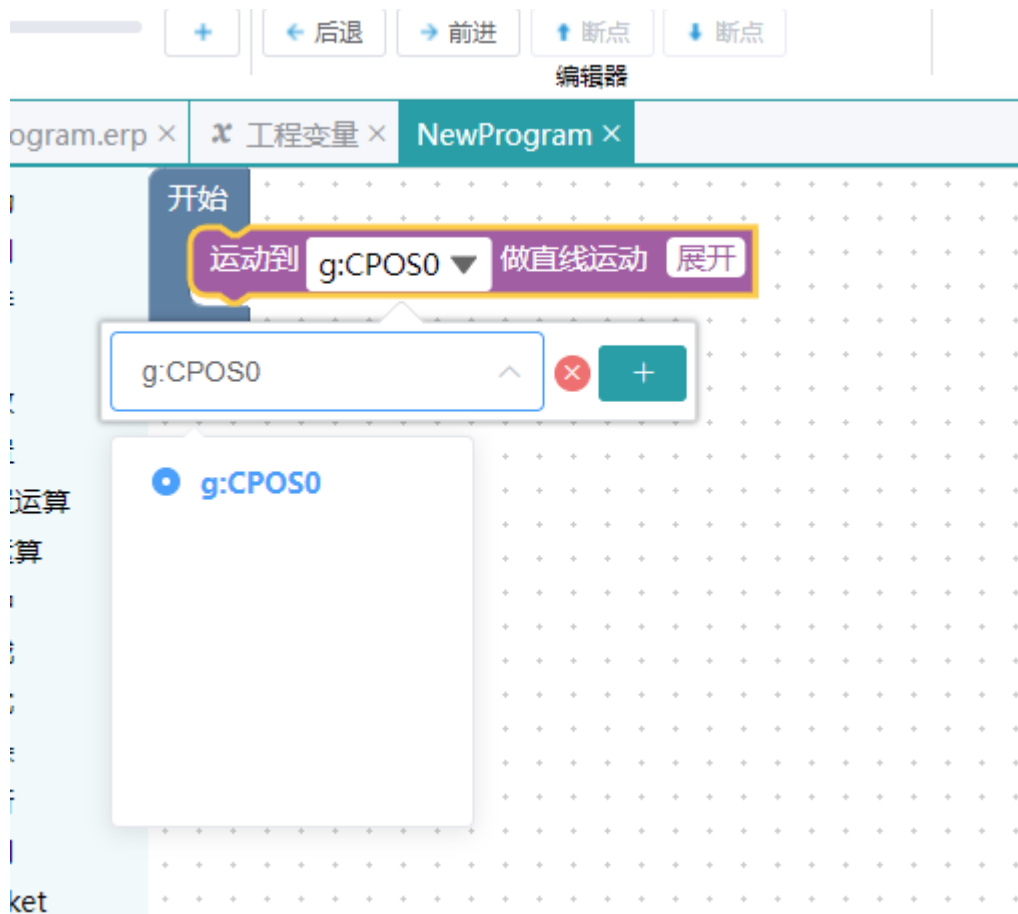 + 后退 前进 断点 断点
编辑器
ogram.erp × x 工程变量 × NewProgram ×
开始
运动到 g:CPOS0 做直线运动 展开
g:CPOS0
g:CPOS0
运算
算
ket